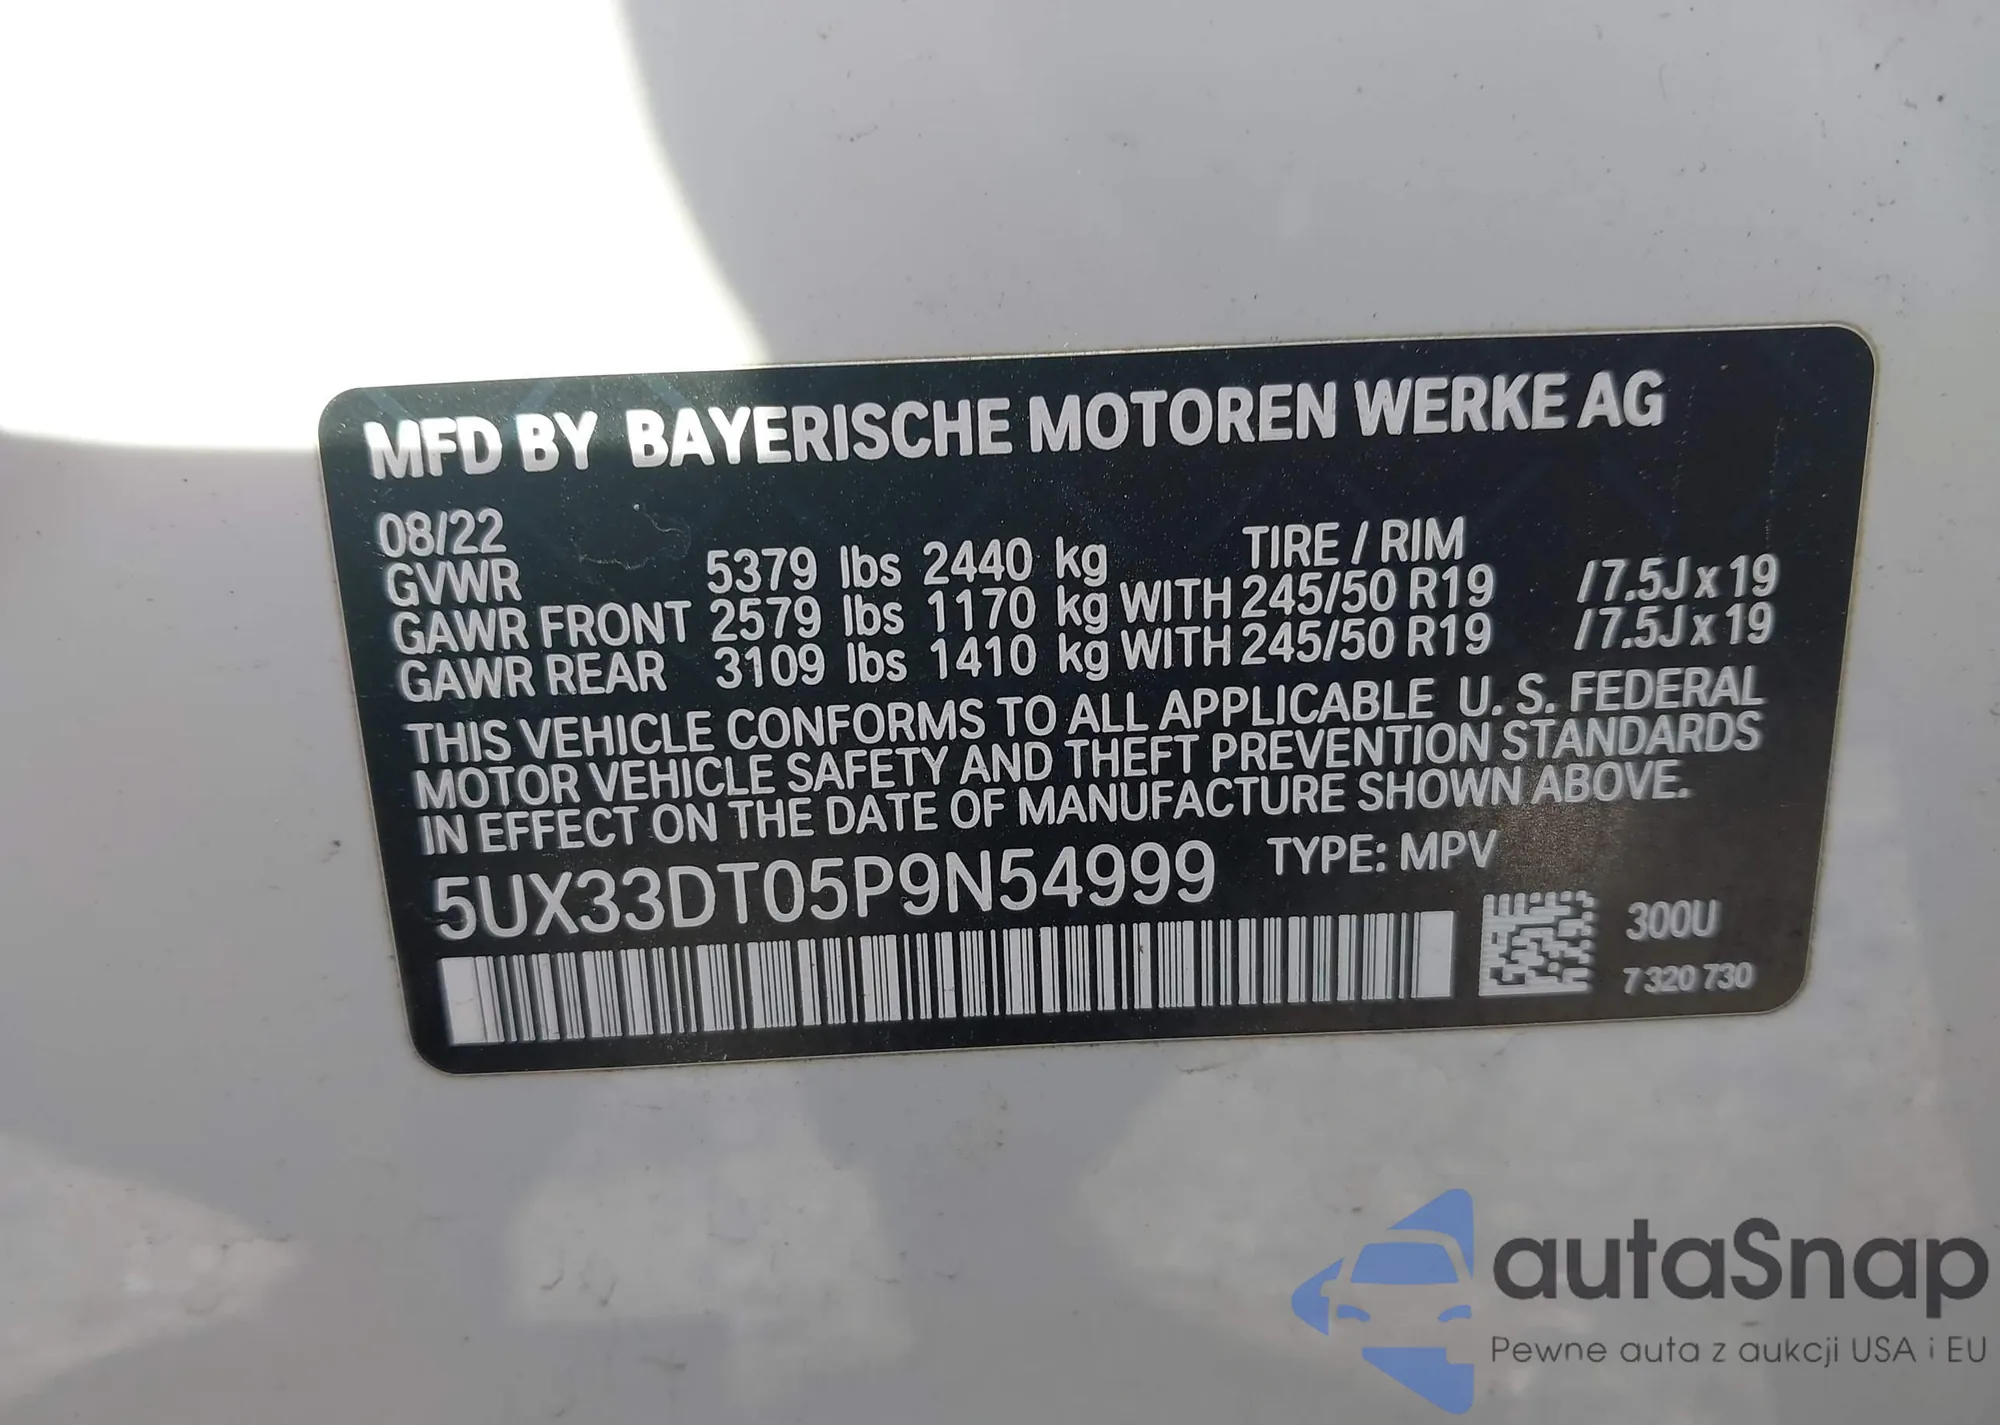 MFD BY BAYERISCHE MOTOREN WERKE AG
08/22 TIRE / RIM
GVWR 5379 lbs 2440 kg
GAWR FRONT 2579 lbs 1170 kg WITH 245/50 R19 /7.5J x 19
GAWR REAR 3109 lbs 1410 kg WITH 245/50 R19 /7.5J x 19
THIS VEHICLE CONFORMS TO ALL APPLICABLE U. S. FEDERAL
MOTOR VEHICLE SAFETY AND THEFT PREVENTION STANDARDS
IN EFFECT ON THE DATE OF MANUFACTURE SHOWN ABOVE.
5UX33DT05P9N54999 TYPE: MPV
300U
7 320 730
autaSnap
Pewne auta z aukcji USA i EU